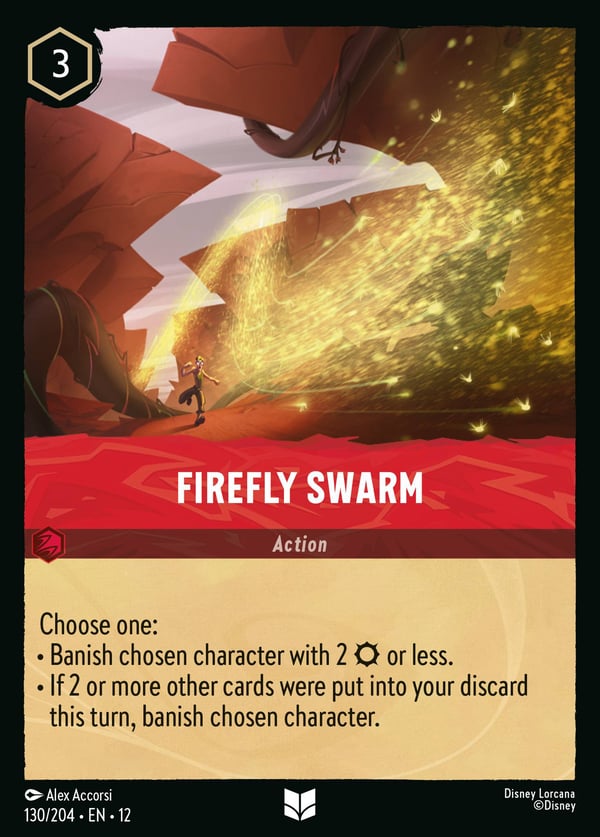 3
FIREFLY SWARM
Action
Choose one:
• Banish chosen character with 2 ⛭ or less.
• If 2 or more other cards were put into your discard
this turn, banish chosen character.
Alex Accorsi
130/204 • EN • 12
Disney Lorcana
©Disney